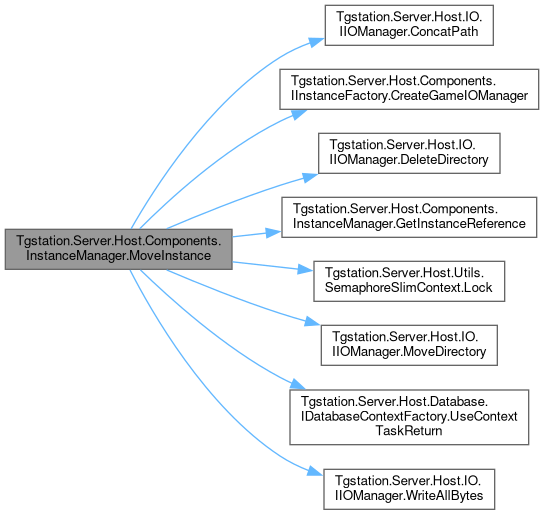 Tgstation.Server.Host.Components.
InstanceManager.MoveInstance
Tgstation.Server.Host.IO.
IIOManager.ConcatPath
Tgstation.Server.Host.Components.
IInstanceFactory.CreateGameIOManager
Tgstation.Server.Host.IO.
IIOManager.DeleteDirectory
Tgstation.Server.Host.Components.
InstanceManager.GetInstanceReference
Tgstation.Server.Host.Utils.
SemaphoreSlimContext.Lock
Tgstation.Server.Host.IO.
IIOManager.MoveDirectory
Tgstation.Server.Host.Database.
IDatabaseContextFactory.UseContext
TaskReturn
Tgstation.Server.Host.IO.
IIOManager.WriteAllBytes